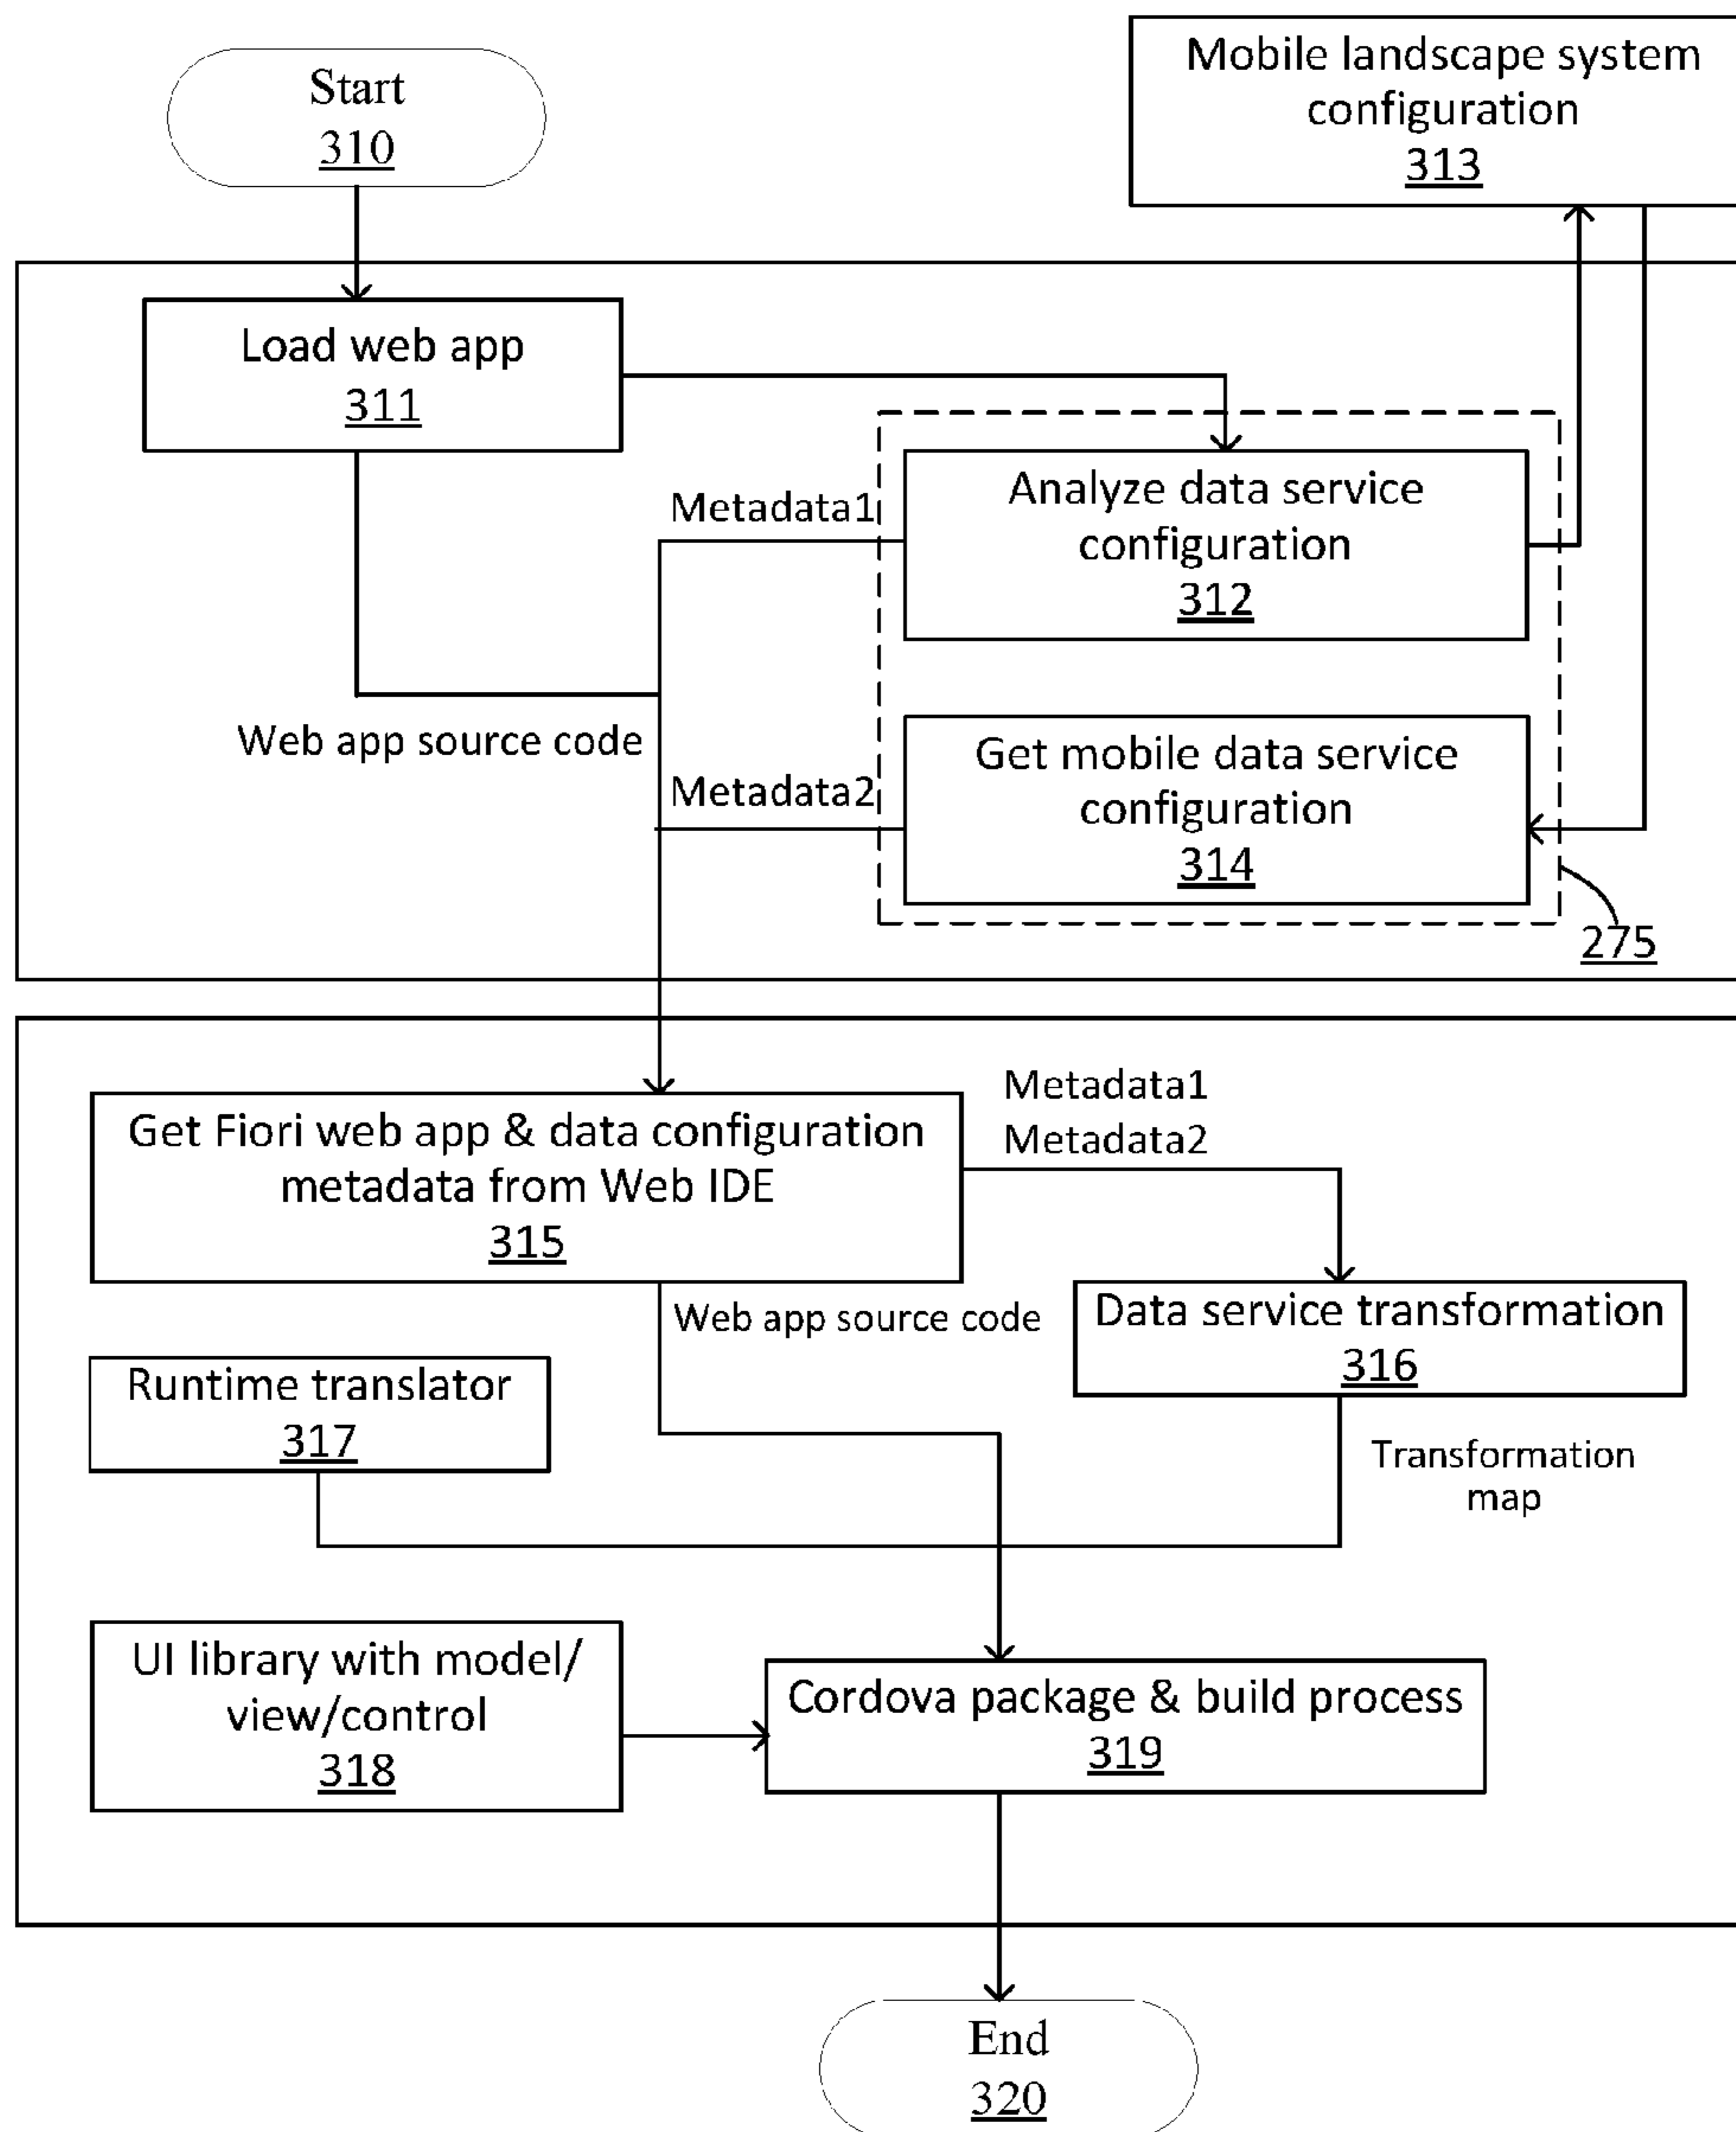 Start
310
Mobile landscape system
configuration
313
Load web app
311
Metadata1
Analyze data service
configuration
312
Web app source code
Metadata2
Get mobile data service
configuration
314
275
Get Fiori web app & data configuration
metadata from Web IDE
315
Metadata1
Metadata2
Web app source code
Data service transformation
316
Runtime translator
317
Transformation
map
UI library with model/
view/control
318
Cordova package & build process
319
End
320